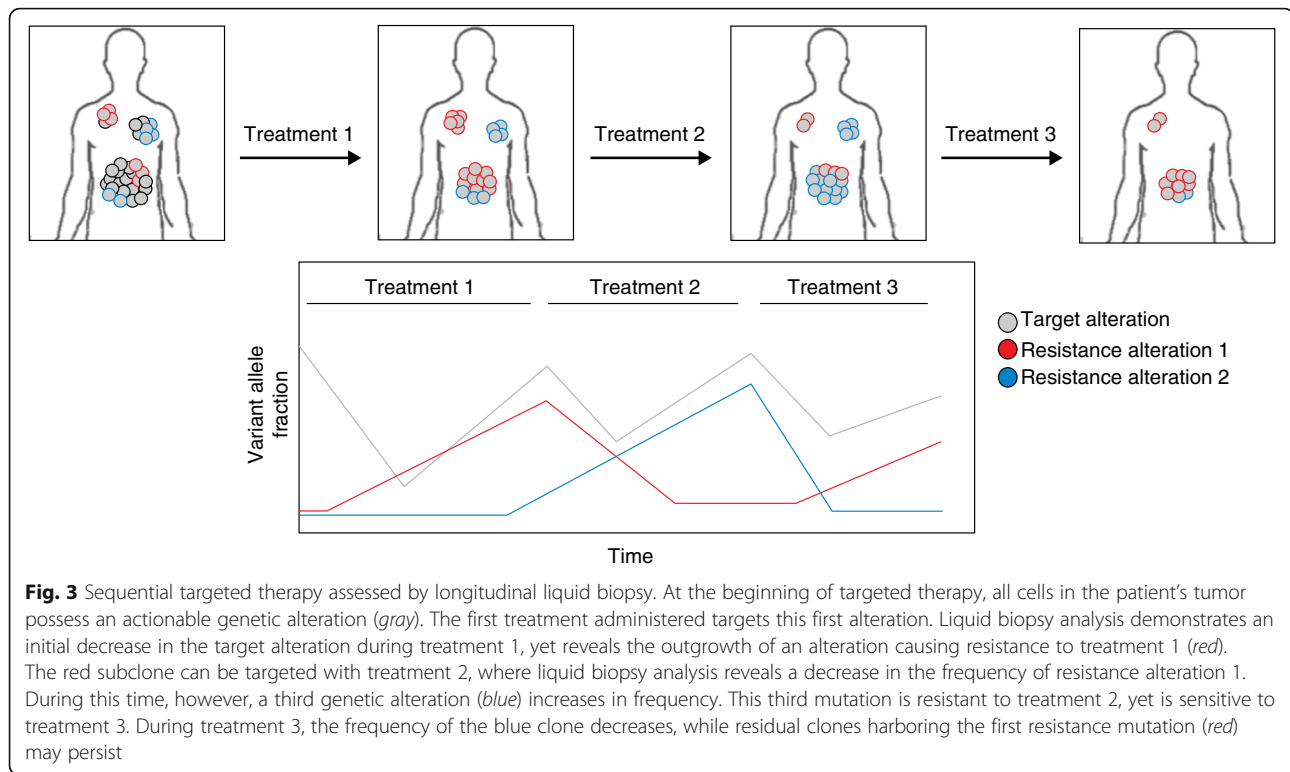 Treatment 1
Treatment 2
Treatment 3
Treatment 1
Treatment 2
Treatment 3
Variant allele
fraction
Time
Target alteration
Resistance alteration 1
Resistance alteration 2
Fig. 3 Sequential targeted therapy assessed by longitudinal liquid biopsy. At the beginning of targeted therapy, all cells in the patient's tumor
possess an actionable genetic alteration (gray). The first treatment administered targets this first alteration. Liquid biopsy analysis demonstrates an
initial decrease in the target alteration during treatment 1, yet reveals the outgrowth of an alteration causing resistance to treatment 1 (red).
The red subclone can be targeted with treatment 2, where liquid biopsy analysis reveals a decrease in the frequency of resistance alteration 1.
During this time, however, a third genetic alteration (blue) increases in frequency. This third mutation is resistant to treatment 2, yet is sensitive to
treatment 3. During treatment 3, the frequency of the blue clone decreases, while residual clones harboring the first resistance mutation (red)
may persist